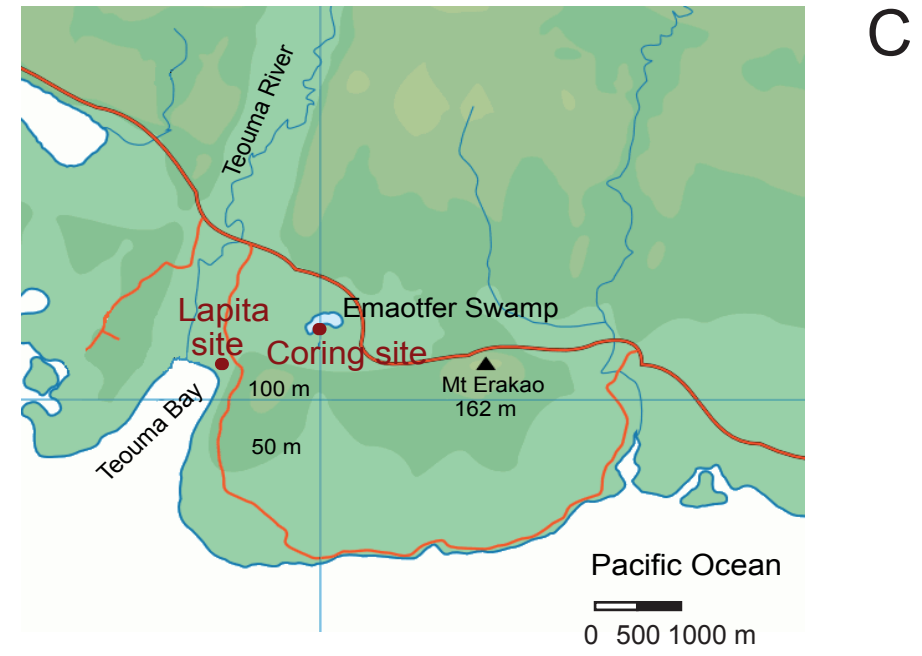 C
Teouma River
Emaotfer Swamp
Lapita
site
Coring site
100 m
Mt Erakao
162 m
Teouma Bay
50 m
Pacific Ocean
0 500 1000 m